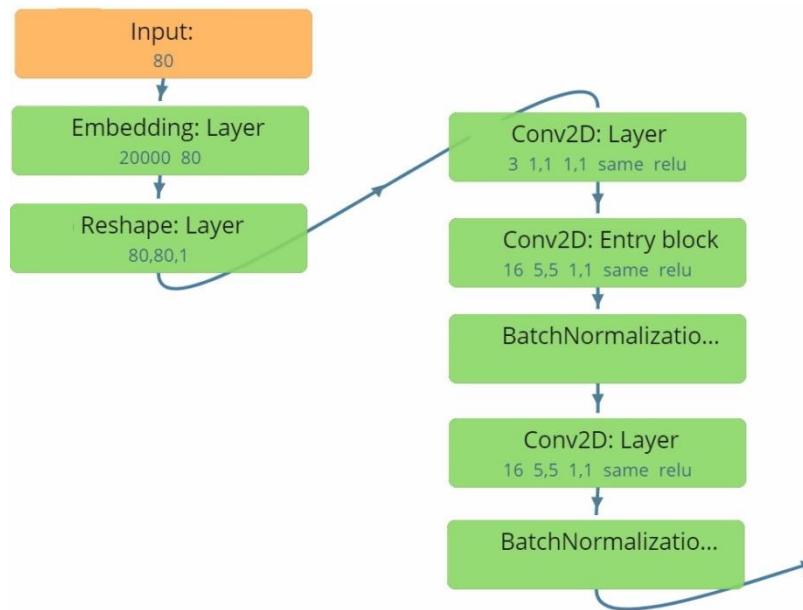 Input:
80
Embedding: Layer
20000 80
Reshape: Layer
80,80,1
Conv2D: Layer
3 1,1 1,1 same relu
Conv2D: Entry block
16 5,5 1,1 same relu
BatchNormalizatio...
Conv2D: Layer
16 5,5 1,1 same relu
BatchNormalizatio...